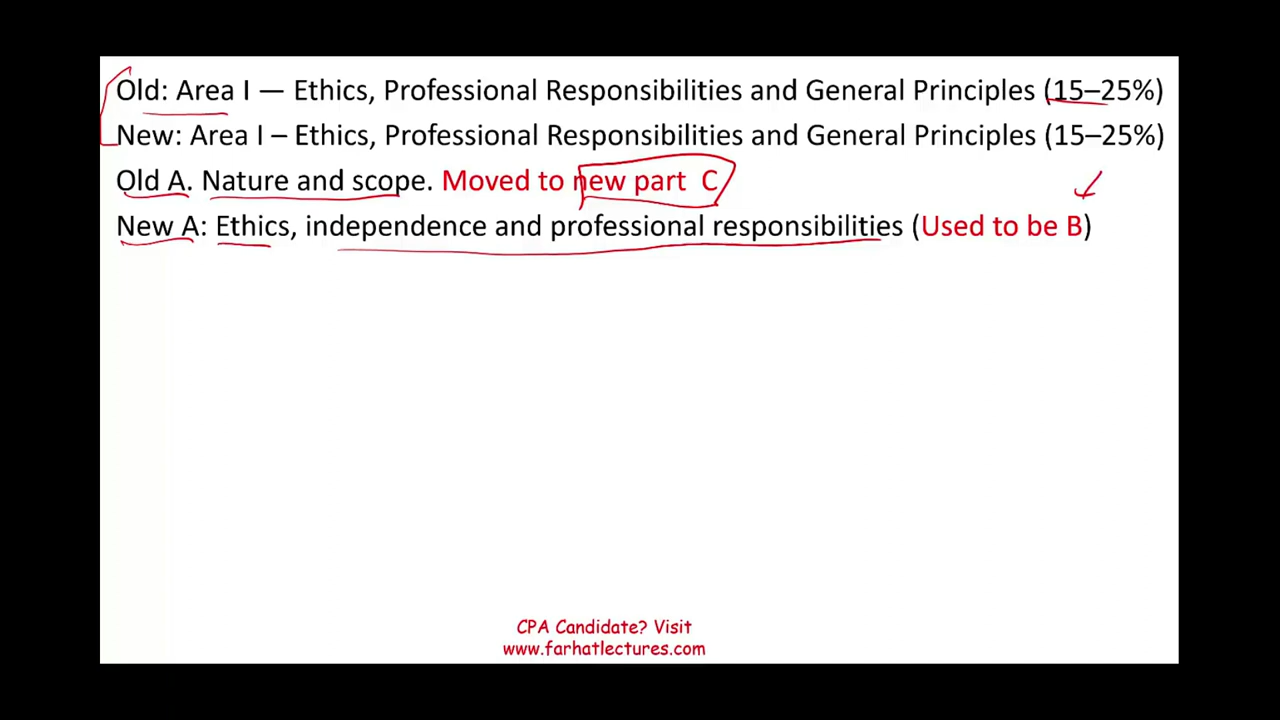 Old: Area I — Ethics, Professional Responsibilities and General Principles (15–25%)
New: Area I – Ethics, Professional Responsibilities and General Principles (15–25%)
Old A. Nature and scope. Moved to new part C
New A: Ethics, independence and professional responsibilities (Used to be B)
CPA Candidate? Visit
www.farhatlectures.com